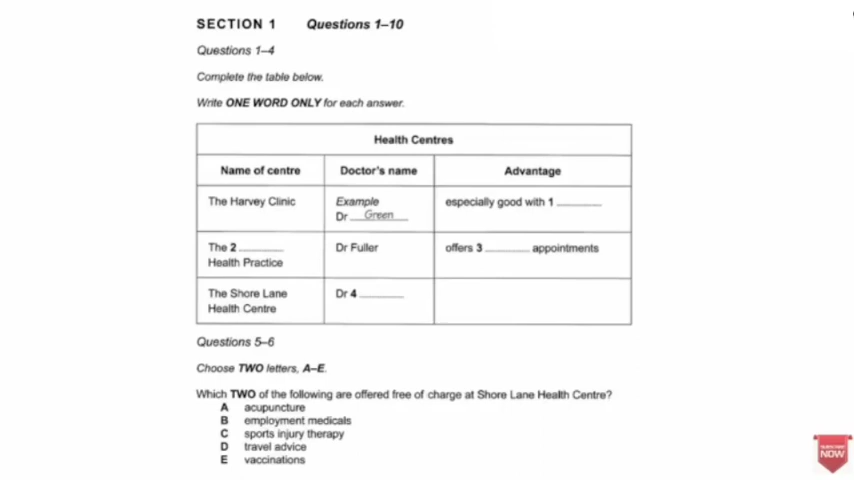 SECTION 1 Questions 1–10
Questions 1–4
Complete the table below.
Write ONE WORD ONLY for each answer.
Health Centres
Name of centre Doctor's name Advantage
The Harvey Clinic
Example
Dr Green
especially good with 1 ________
The 2 ________
Health Practice
Dr Fuller
offers 3 ________ appointments
The Shore Lane
Health Centre
Dr 4 ________
Questions 5–6
Choose TWO letters, A–E.
Which TWO of the following are offered free of charge at Shore Lane Health Centre?
A acupuncture
B employment medicals
C sports injury therapy
D travel advice
E vaccinations
SUBSCRIBE
NOW